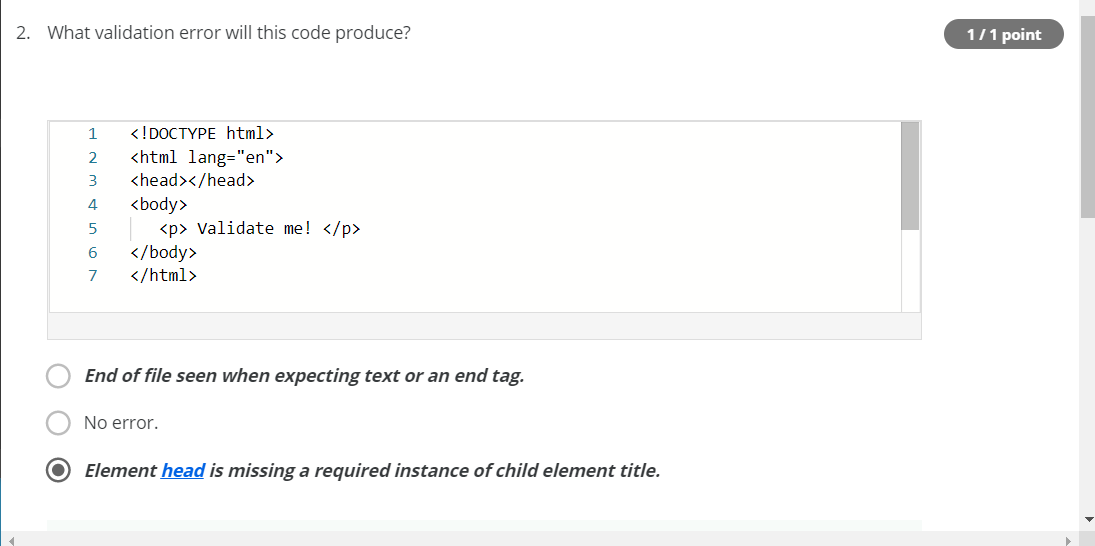 2. What validation error will this code produce?
1 / 1 point
1 <!DOCTYPE html>
2 <html lang="en">
3 <head></head>
4 <body>
5    <p> Validate me! </p>
6 </body>
7 </html>
End of file seen when expecting text or an end tag.
No error.
Element head is missing a required instance of child element title.